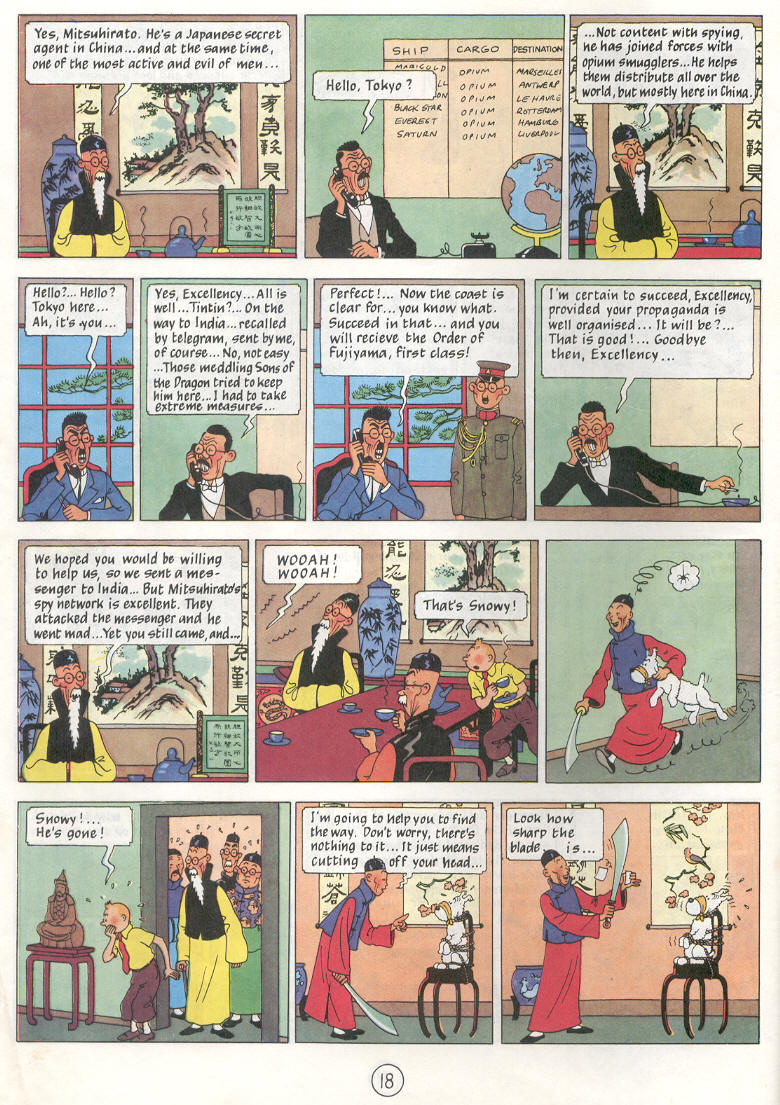 Yes, Mitsuhirato. He's a Japanese secret
agent in China...and at the same time,
one of the most active and evil of men...
Hello, Tokyo?
SHIP CARGO DESTINATION
MARIGOLD OPIUM MARSEILLES
LL OPIUM ANTWERP
ON OPIUM LE HAVRE
BLACK STAR OPIUM ROTTERDAM
EVEREST OPIUM HAMBURG
SATURN OPIUM LIVERPOOL
...Not content with spying,
he has joined forces with
opium smugglers...He helps
them distribute all over the
world, but mostly here in China.
Hello?... Hello?
Tokyo here...
Ah, it's you...
Yes, Excellency... All is
well...Tintin?... On the
way to India...recalled
by telegram, sent by me,
of course... No, not easy
...Those meddling Sons of
the Dragon tried to keep
him here... I had to take
extreme measures...
Perfect!... Now the coast is
clear for... you know what.
Succeed in that... and you
will recieve the Order of
Fujiyama, first class!
I'm certain to succeed, Excellency,
provided your propaganda is
well organised... It will be?...
That is good!... Goodbye
then, Excellency...
We hoped you would be willing
to help us, so we sent a mes-
senger to India... But Mitsuhirato's
spy network is excellent. They
attacked the messenger and he
went mad...Yet you still came, and...
WOOAH!
WOOAH!
能
That's Snowy!
Snowy!...
He's gone!
I'm going to help you to find
the way. Don't worry, there's
nothing to it... It just means
cutting off your head...
Look how
sharp the
blade is...
18